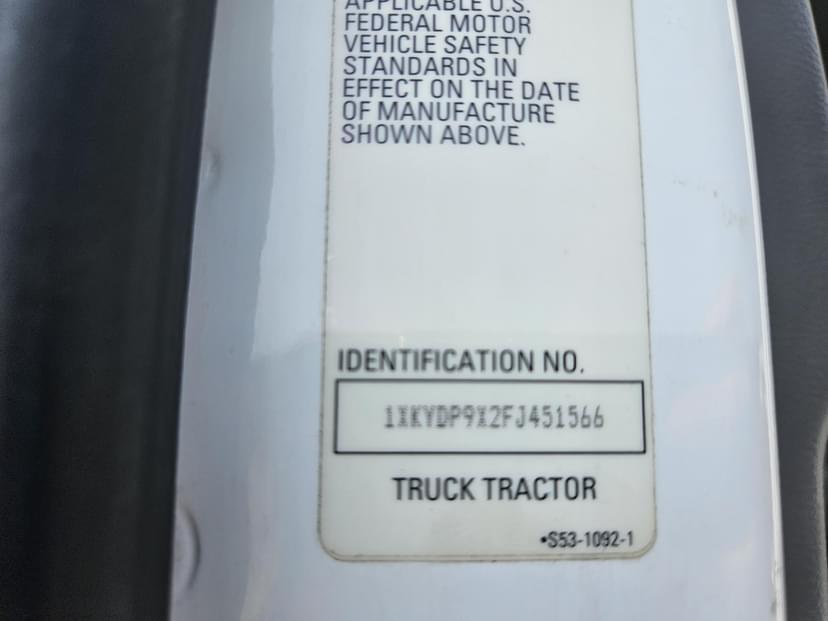 APPLICABLE U.S.
FEDERAL MOTOR
VEHICLE SAFETY
STANDARDS IN
EFFECT ON THE DATE
OF MANUFACTURE
SHOWN ABOVE.
IDENTIFICATION NO.
1XKYDP9X2FJ451566
TRUCK TRACTOR
•S53-1092-1